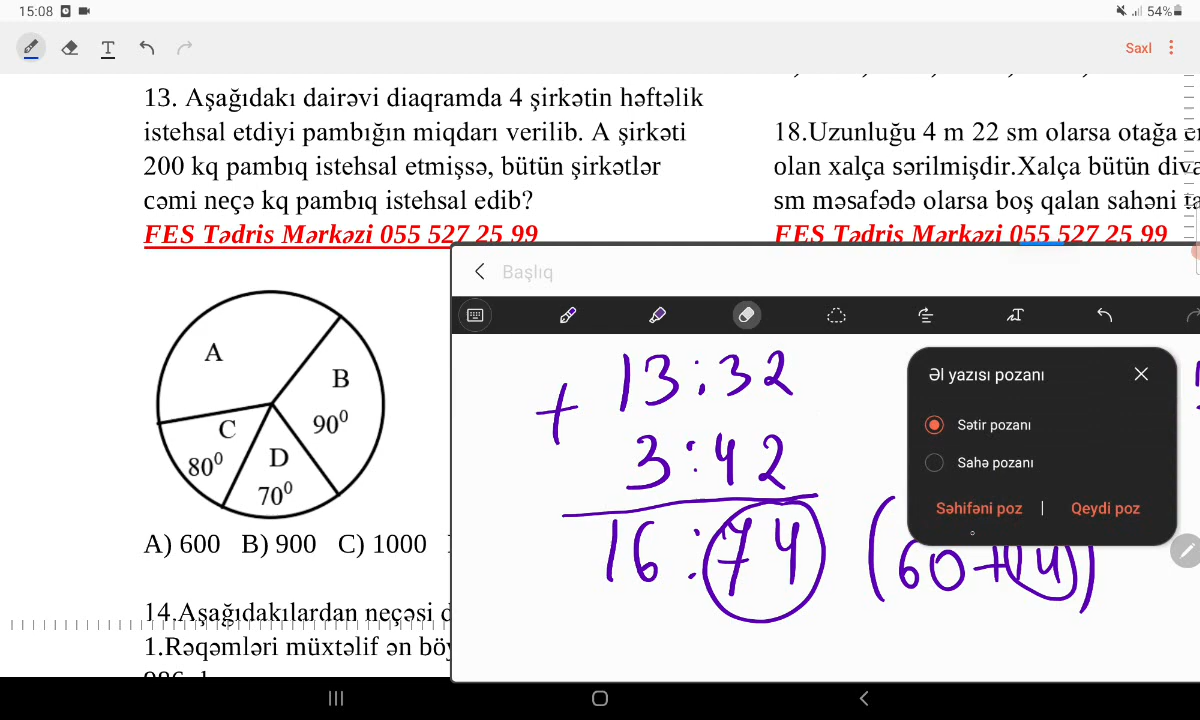 15:08 54%
T
Saxl
13. Aşağıdakı dairəvi diaqramda 4 şirkətin həftəlik
istehsal etdiyi pambığın miqdarı verilib. A şirkəti
200 kq pambıq istehsal etmişsə, bütün şirkətlər
cəmi neçə kq pambıq istehsal edib?
FES Tədris Mərkəzi 055 527 25 99
A
B
90⁰
C
80⁰
D
70⁰
A) 600 B) 900 C) 1000
14.Aşağıdakılardan neçəsi d
1.Rəqəmləri müxtəlif ən böy
18.Uzunluğu 4 m 22 sm olarsa otağa
olan xalça sərilmişdir.Xalça bütün diva
sm məsafədə olarsa boş qalan sahəni ta
FES Tədris Mərkəzi 055 527 25 99
Başlıq
13:32
+
3:42
16:74 (60+14)
Əl yazısı pozanı
Sətir pozanı
Sahə pozanı
Səhifəni poz | Qeydi poz